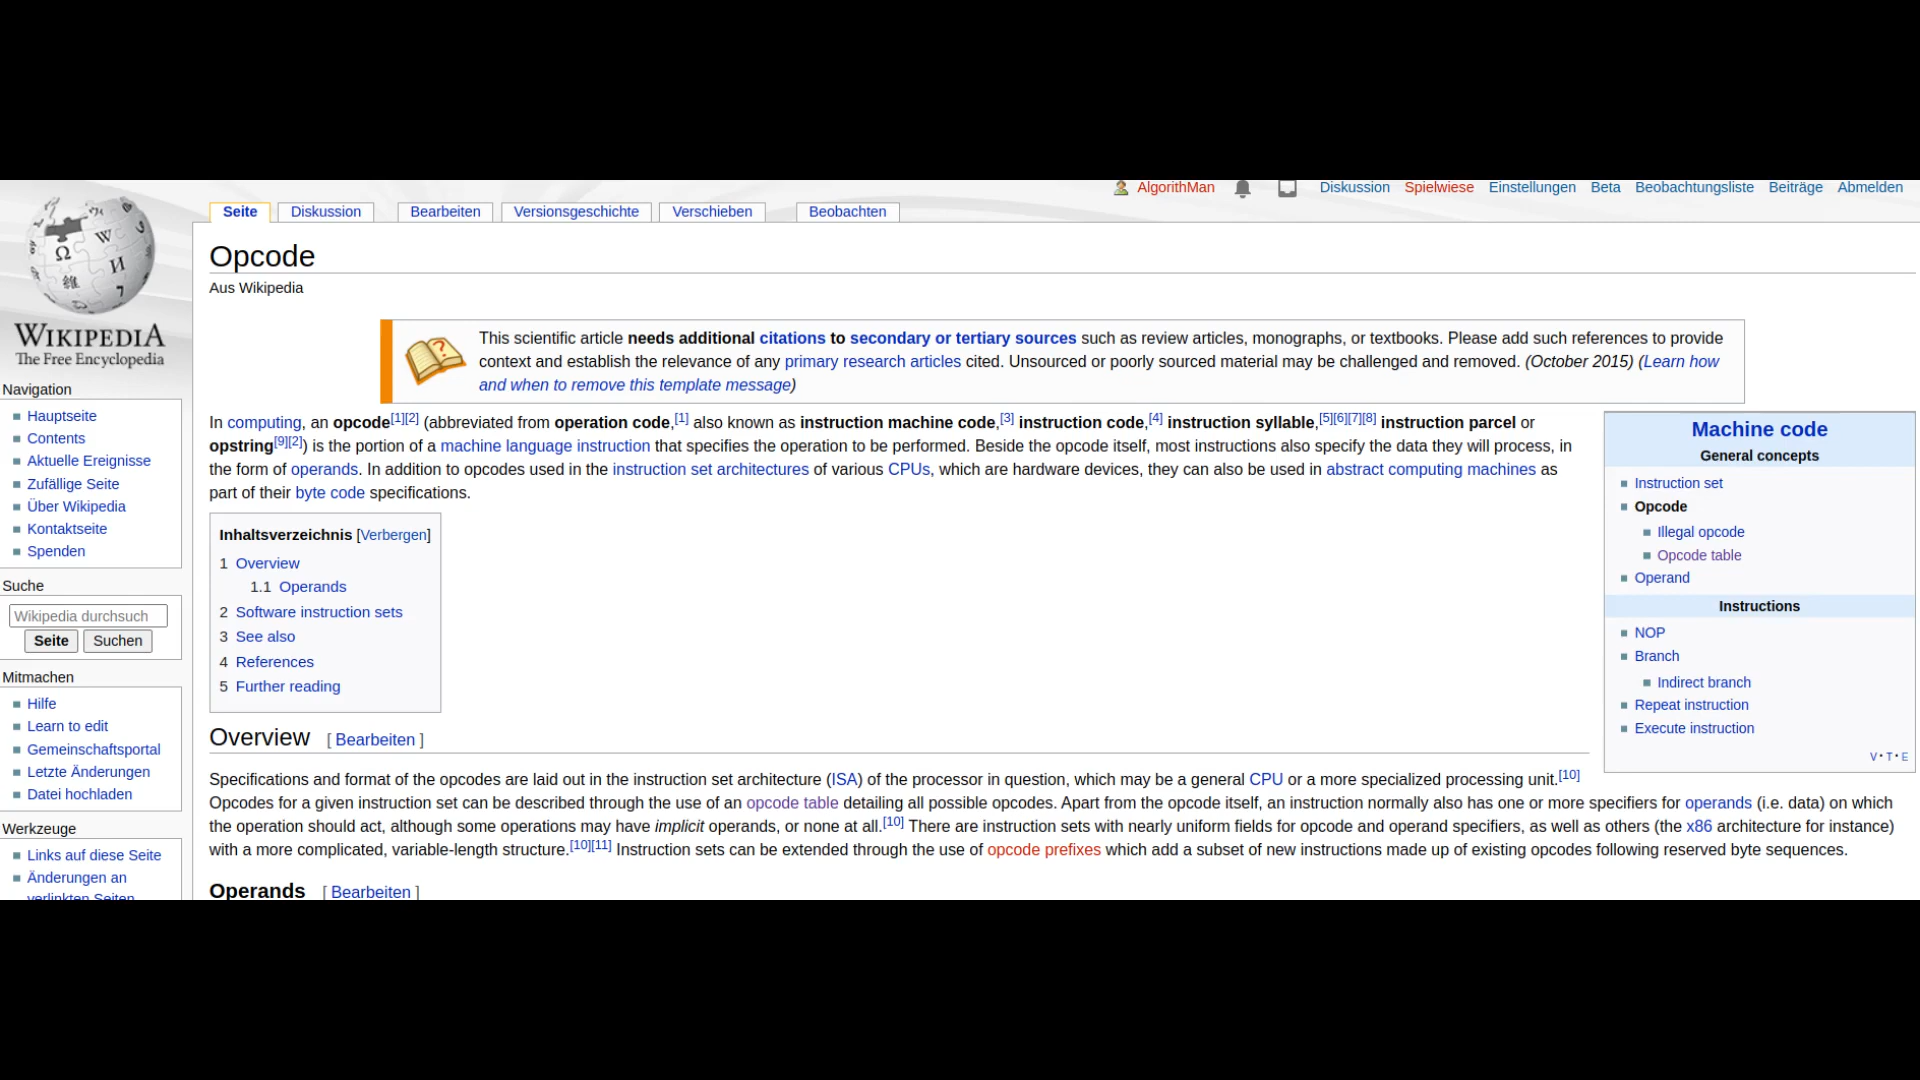 AlgorithMan Diskussion Spielwiese Einstellungen Beta Beobachtungsliste Beiträge Abmelden
Seite Diskussion Bearbeiten Versionsgeschichte Verschieben Beobachten
WIKIPEDIA
The Free Encyclopedia
Navigation
Hauptseite
Contents
Aktuelle Ereignisse
Zufällige Seite
Über Wikipedia
Kontaktseite
Spenden
Suche
Wikipedia durchsuch
Seite Suchen
Mitmachen
Hilfe
Learn to edit
Gemeinschaftsportal
Letzte Änderungen
Datei hochladen
Werkzeuge
Links auf diese Seite
Änderungen an
verlinkten Seiten
Opcode
Aus Wikipedia
This scientific article needs additional citations to secondary or tertiary sources such as review articles, monographs, or textbooks. Please add such references to provide
context and establish the relevance of any primary research articles cited. Unsourced or poorly sourced material may be challenged and removed. (October 2015) (Learn how
and when to remove this template message)
In computing, an opcode[1][2] (abbreviated from operation code,[1] also known as instruction machine code,[3] instruction code,[4] instruction syllable,[5][6][7][8] instruction parcel or
opstring[9][2]) is the portion of a machine language instruction that specifies the operation to be performed. Beside the opcode itself, most instructions also specify the data they will process, in
the form of operands. In addition to opcodes used in the instruction set architectures of various CPUs, which are hardware devices, they can also be used in abstract computing machines as
part of their byte code specifications.
Inhaltsverzeichnis [Verbergen]
1 Overview
1.1 Operands
2 Software instruction sets
3 See also
4 References
5 Further reading
Machine code
General concepts
Instruction set
Opcode
Illegal opcode
Opcode table
Operand
Instructions
NOP
Branch
Indirect branch
Repeat instruction
Execute instruction
V • T • E
Overview [ Bearbeiten ]
Specifications and format of the opcodes are laid out in the instruction set architecture (ISA) of the processor in question, which may be a general CPU or a more specialized processing unit.[10]
Opcodes for a given instruction set can be described through the use of an opcode table detailing all possible opcodes. Apart from the opcode itself, an instruction normally also has one or more specifiers for operands (i.e. data) on which
the operation should act, although some operations may have implicit operands, or none at all.[10] There are instruction sets with nearly uniform fields for opcode and operand specifiers, as well as others (the x86 architecture for instance)
with a more complicated, variable-length structure.[10][11] Instruction sets can be extended through the use of opcode prefixes which add a subset of new instructions made up of existing opcodes following reserved byte sequences.
Operands [ Bearbeiten ]